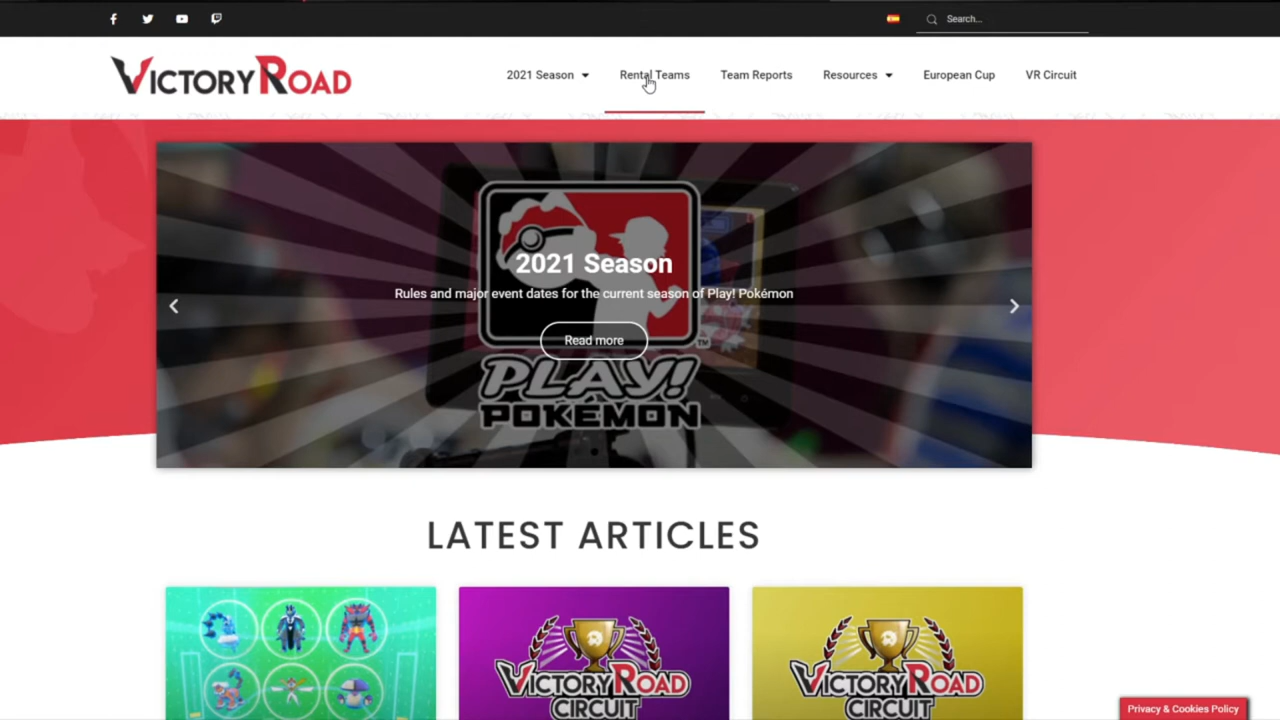 Search...
VICTORY ROAD
2021 Season
Rental Teams
Team Reports
Resources
European Cup
VR Circuit
2021 Season
Rules and major event dates for the current season of Play! Pokémon
Read more
PLAY!
POKÉMON
TM
LATEST ARTICLES
VICTORY ROAD
CIRCUIT
VICTORY ROAD
CIRCUIT
Privacy & Cookies Policy